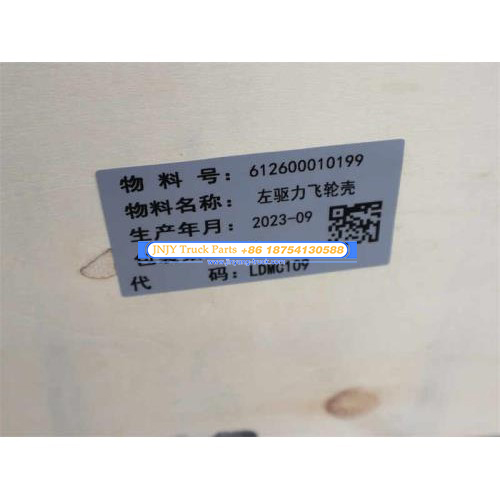 物料号: 612600010199
物料名称: 左驱力飞轮壳
生产年月: 2023-09
JNJY Truck Parts +86 18754130588
代 码: LDMC109